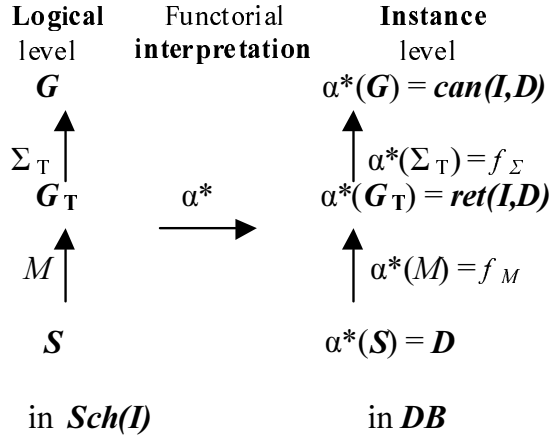 Logical Functorial Instance
level interpretation level
G α*(G) = can(I,D)
Σ T α*(Σ T) = f Σ
G T α* α*(G T) = ret(I,D)
M α*(M) = f M
S α*(S) = D
in Sch(I) in DB